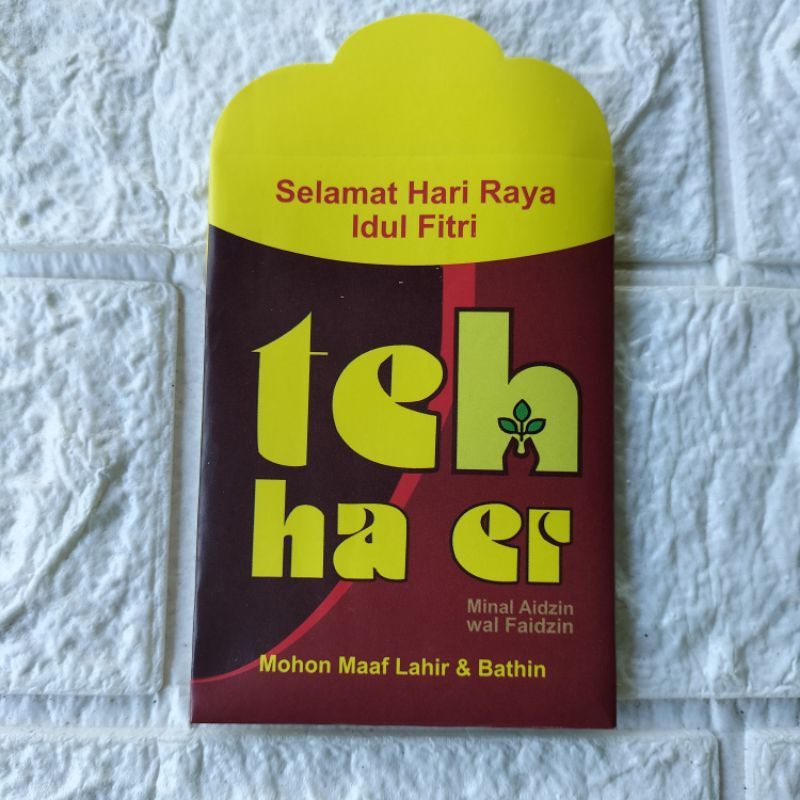 Selamat Hari Raya
Idul Fitri
teh
ha er
Minal Aidzin
wal Faidzin
Mohon Maaf Lahir & Bathin